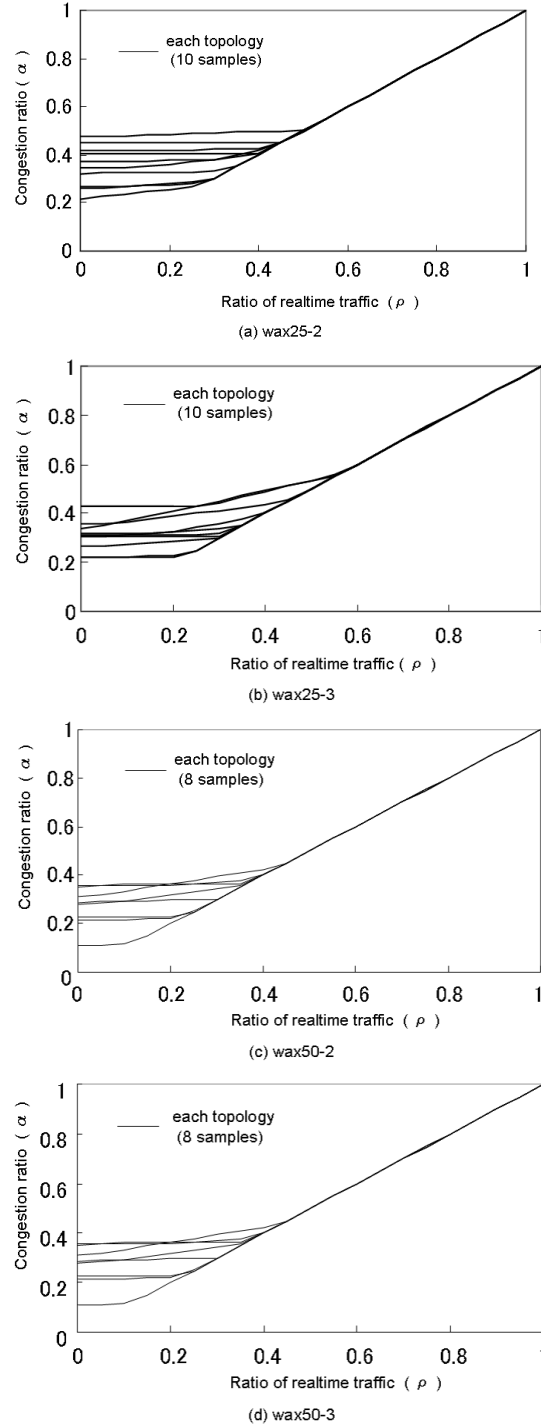 1
0.8
0.6
0.4
0.2
0
Congestion ratio ( α )
each topology
(10 samples)
0 0.2 0.4 0.6 0.8 1
Ratio of realtime traffic ( ρ )
(a) wax25-2
1
0.8
0.6
0.4
0.2
0
Congestion ratio ( α )
each topology
(10 samples)
0 0.2 0.4 0.6 0.8 1
Ratio of realtime traffic ( ρ )
(b) wax25-3
1
0.8
0.6
0.4
0.2
0
Congestion ratio ( α )
each topology
(8 samples)
0 0.2 0.4 0.6 0.8 1
Ratio of realtime traffic ( ρ )
(c) wax50-2
1
0.8
0.6
0.4
0.2
0
Congestion ratio ( α )
each topology
(8 samples)
0 0.2 0.4 0.6 0.8 1
Ratio of realtime traffic ( ρ )
(d) wax50-3